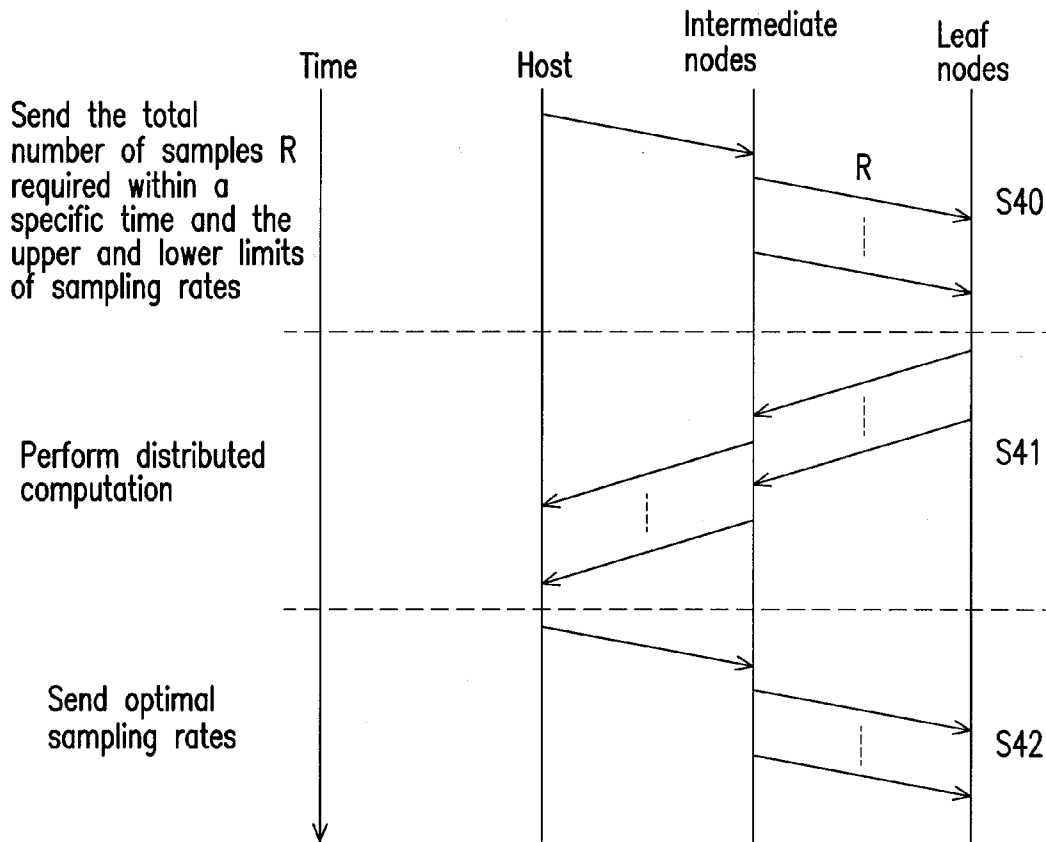 Time
Host
Intermediate
nodes
Leaf
nodes
Send the total
number of samples R
required within a
specific time and the
upper and lower limits
of sampling rates
R
S40
Perform distributed
computation
S41
Send optimal
sampling rates
S42